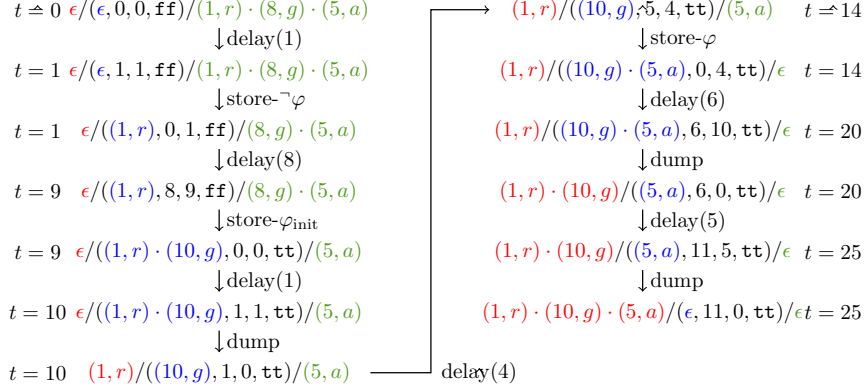 t = 0 ϵ/(ϵ, 0, 0, ff)/(1, r) · (8, g) · (5, a)
↓delay(1)
t = 1 ϵ/(ϵ, 1, 1, ff)/(1, r) · (8, g) · (5, a)
↓store-¬φ
t = 1 ϵ/((1, r), 0, 1, ff)/(8, g) · (5, a)
↓delay(8)
t = 9 ϵ/((1, r), 8, 9, ff)/(8, g) · (5, a)
↓store-φinit
t = 9 ϵ/((1, r) · (10, g), 0, 0, tt)/(5, a)
↓delay(1)
t = 10 ϵ/((1, r) · (10, g), 1, 1, tt)/(5, a)
↓dump
t = 10 (1, r)/((10, g), 1, 0, tt)/(5, a)
delay(4)
(1, r)/((10, g), 5, 4, tt)/(5, a) t = 14
↓store-φ
(1, r)/((10, g) · (5, a), 0, 4, tt)/ϵ t = 14
↓delay(6)
(1, r)/((10, g) · (5, a), 6, 10, tt)/ϵ t = 20
↓dump
(1, r) · (10, g)/((5, a), 6, 0, tt)/ϵ t = 20
↓delay(5)
(1, r) · (10, g)/((5, a), 11, 5, tt)/ϵ t = 25
↓dump
(1, r) · (10, g) · (5, a)/(ϵ, 11, 0, tt)/ϵ t = 25